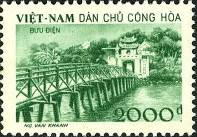 VIỆT-NAM DÂN CHỦ CỘNG HÒA
BƯU ĐIỆN
2000đ
NG. VAN KHANH